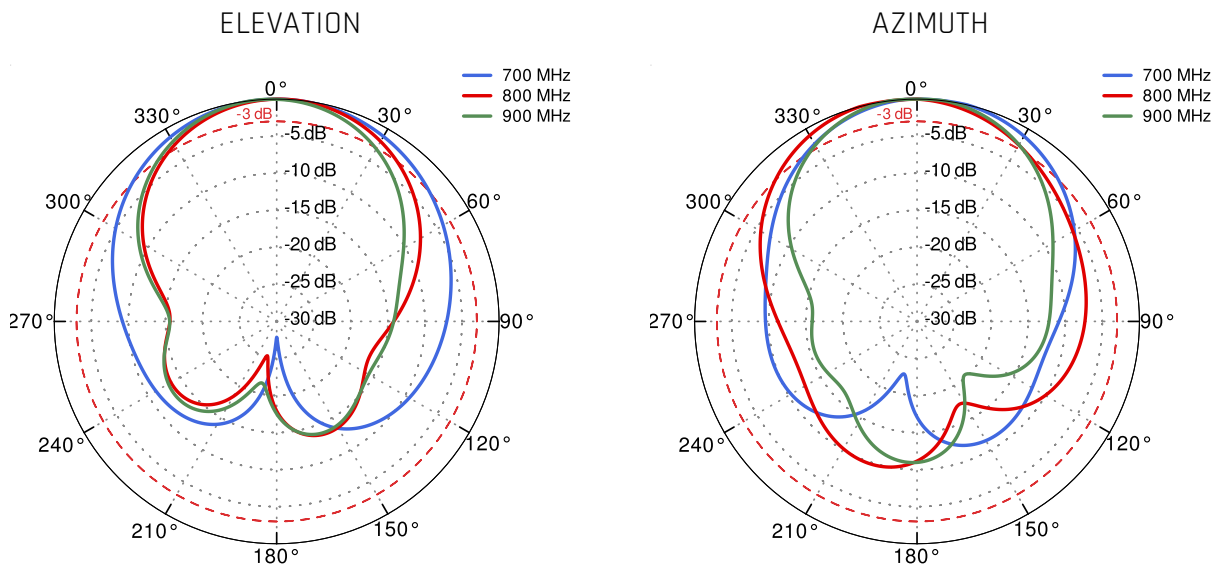 ELEVATION
700 MHz
800 MHz
900 MHz
0°
-3 dB
330°
30°
-5 dB
-10 dB
300°
60°
-15 dB
-20 dB
-25 dB
-30 dB
270°
90°
240°
120°
210°
150°
180°
AZIMUTH
700 MHz
800 MHz
900 MHz
0°
-3 dB
330°
30°
-5 dB
-10 dB
300°
60°
-15 dB
-20 dB
-25 dB
-30 dB
270°
90°
240°
120°
210°
150°
180°